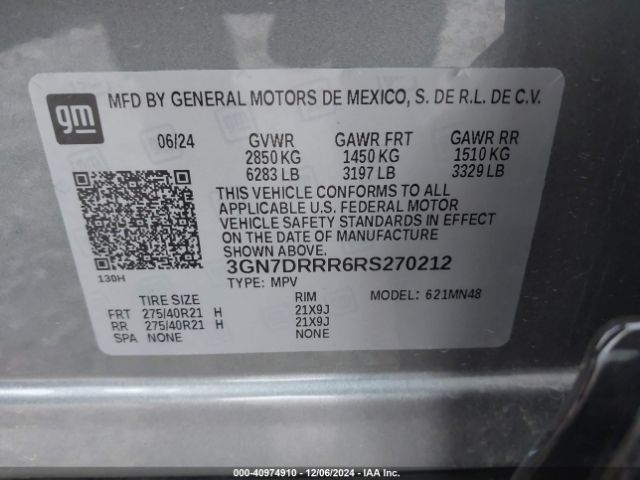 gm
MFD BY GENERAL MOTORS DE MEXICO, S. DE R.L. DE C.V.
06/24 GVWR GAWR FRT GAWR RR
2850 KG 1450 KG 1510 KG
6283 LB 3197 LB 3329 LB
THIS VEHICLE CONFORMS TO ALL
APPLICABLE U.S. FEDERAL MOTOR
VEHICLE SAFETY STANDARDS IN EFFECT
ON THE DATE OF MANUFACTURE
SHOWN ABOVE.
3GN7DRRR6RS270212
130H TYPE: MPV
TIRE SIZE RIM MODEL: 621MN48
FRT 275/40R21 H 21X9J
RR 275/40R21 H 21X9J
SPA NONE NONE
STOCK #: 40974910 - 12/06/2024 - IAA Inc.